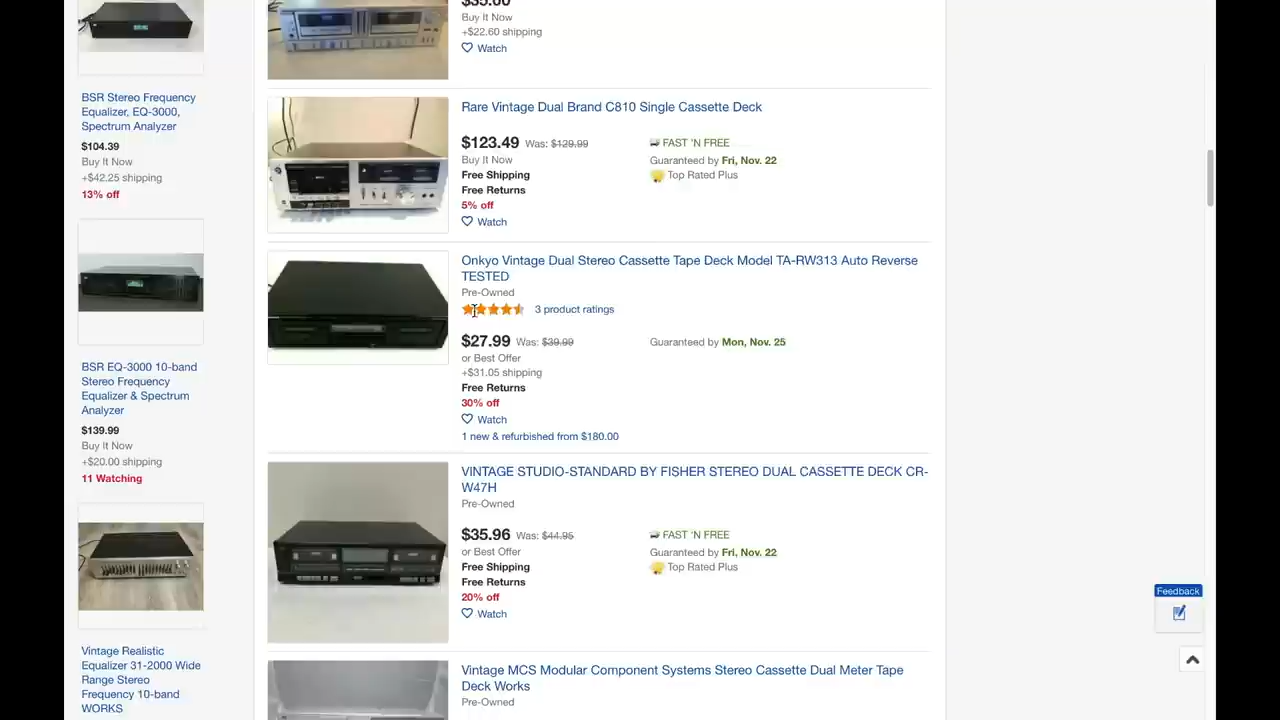 BSR Stereo Frequency
Equalizer, EQ-3000,
Spectrum Analyzer
$104.39
Buy It Now
+$42.25 shipping
13% off
BSR EQ-3000 10-band
Stereo Frequency
Equalizer & Spectrum
Analyzer
$139.99
Buy It Now
+$20.00 shipping
11 Watching
Vintage Realistic
Equalizer 31-2000 Wide
Range Stereo
Frequency 10-band
WORKS
$35.00
Buy It Now
+$22.60 shipping
Watch
Rare Vintage Dual Brand C810 Single Cassette Deck
$123.49 Was: $129.99
FAST 'N FREE
Buy It Now
Guaranteed by Fri, Nov. 22
Free Shipping
Top Rated Plus
Free Returns
5% off
Watch
Onkyo Vintage Dual Stereo Cassette Tape Deck Model TA-RW313 Auto Reverse
TESTED
Pre-Owned
3 product ratings
$27.99 Was: $39.99
Guaranteed by Mon, Nov. 25
or Best Offer
+$31.05 shipping
Free Returns
30% off
Watch
1 new & refurbished from $180.00
VINTAGE STUDIO-STANDARD BY FISHER STEREO DUAL CASSETTE DECK CR-
W47H
Pre-Owned
$35.96 Was: $44.95
FAST 'N FREE
or Best Offer
Guaranteed by Fri, Nov. 22
Free Shipping
Top Rated Plus
Free Returns
20% off
Watch
Vintage MCS Modular Component Systems Stereo Cassette Dual Meter Tape
Deck Works
Pre-Owned
Feedback